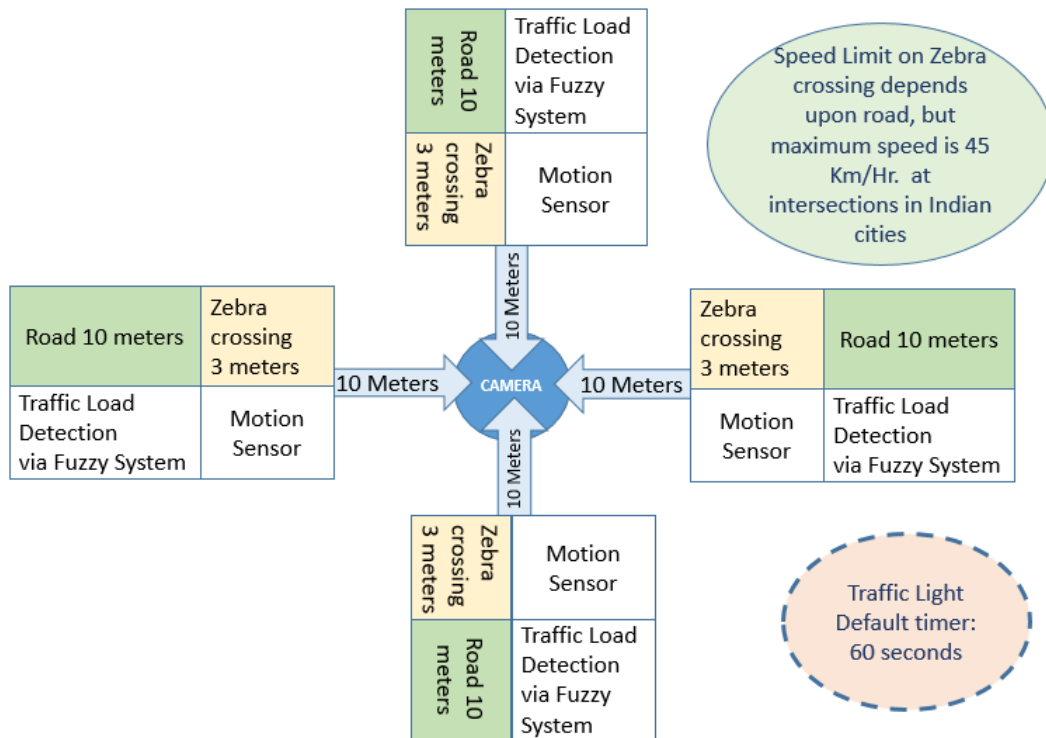 Road 10
meters
Traffic Load
Detection
via Fuzzy
System
Zebra
crossing
3 meters
Motion
Sensor
Speed Limit on Zebra
crossing depends
upon road, but
maximum speed is 45
Km/Hr. at
intersections in Indian
cities
10 Meters
Road 10 meters
Zebra
crossing
3 meters
Traffic Load
Detection
via Fuzzy System
Motion
Sensor
10 Meters
CAMERA
10 Meters
Zebra
crossing
3 meters
Road 10 meters
Motion
Sensor
Traffic Load
Detection
via Fuzzy System
10 Meters
Zebra
crossing
3 meters
Motion
Sensor
Road 10
meters
Traffic Load
Detection
via Fuzzy
System
Traffic Light
Default timer:
60 seconds